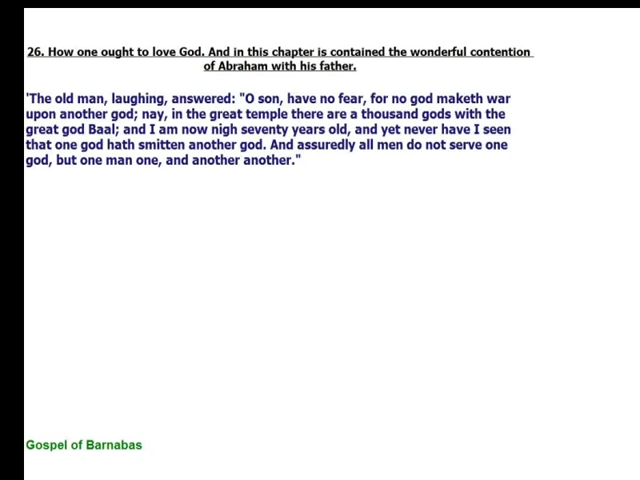 26. How one ought to love God. And in this chapter is contained the wonderful contention
of Abraham with his father.
'The old man, laughing, answered: "O son, have no fear, for no god maketh war
upon another god; nay, in the great temple there are a thousand gods with the
great god Baal; and I am now nigh seventy years old, and yet never have I seen
that one god hath smitten another god. And assuredly all men do not serve one
god, but one man one, and another another."
Gospel of Barnabas